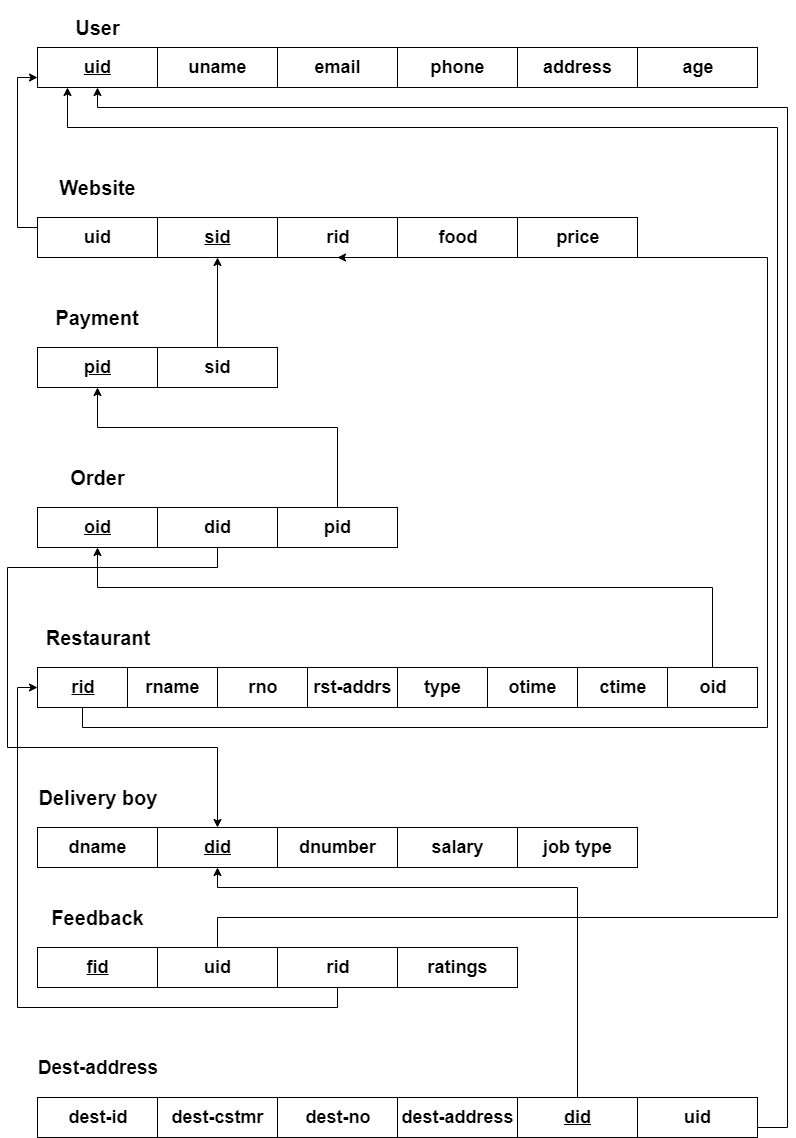 User
uid uname email phone address age
Website
uid sid rid food price
Payment
pid sid
Order
oid did pid
Restaurant
rid rname rno rst-addrs type otime ctime oid
Delivery boy
dname did dnumber salary job type
Feedback
fid uid rid ratings
Dest-address
dest-id dest-cstmr dest-no dest-address did uid